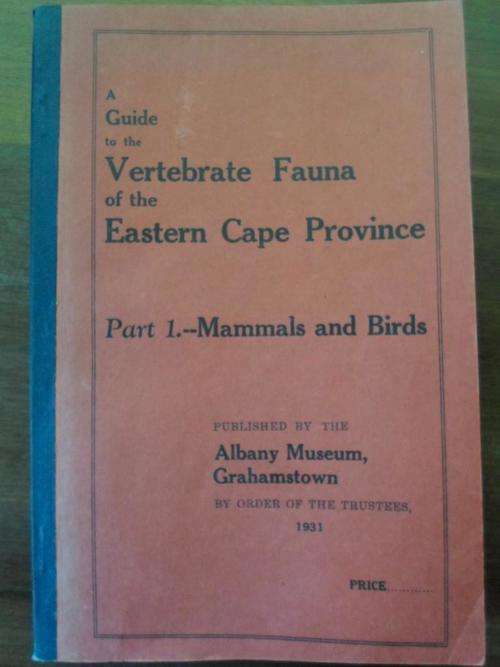 A
Guide
to the
Vertebrate Fauna
of the
Eastern Cape Province
Part 1.--Mammals and Birds
PUBLISHED BY THE
Albany Museum,
Grahamstown
BY ORDER OF THE TRUSTEES,
1931
PRICE............